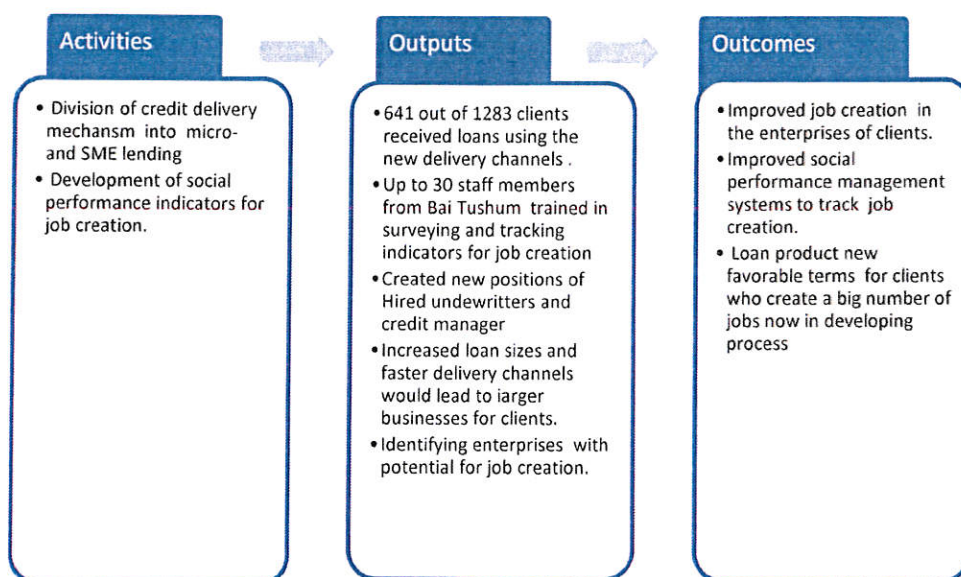 Activities
• Division of credit delivery
mechansm into micro-
and SME lending
• Development of social
performance indicators for
job creation.
Outputs
• 641 out of 1283 clients
received loans using the
new delivery channels .
• Up to 30 staff members
from Bai Tushum trained in
surveying and tracking
indicators for job creation
• Created new positions of
Hired undewritters and
credit manager
• Increased loan sizes and
faster delivery channels
would lead to larger
businesses for clients.
• Identifying enterprises with
potential for job creation.
Outcomes
• Improved job creation in
the enterprises of clients.
• Improved social
performance management
systems to track job
creation.
• Loan product new
favorable terms for clients
who create a big number of
jobs now in developing
process